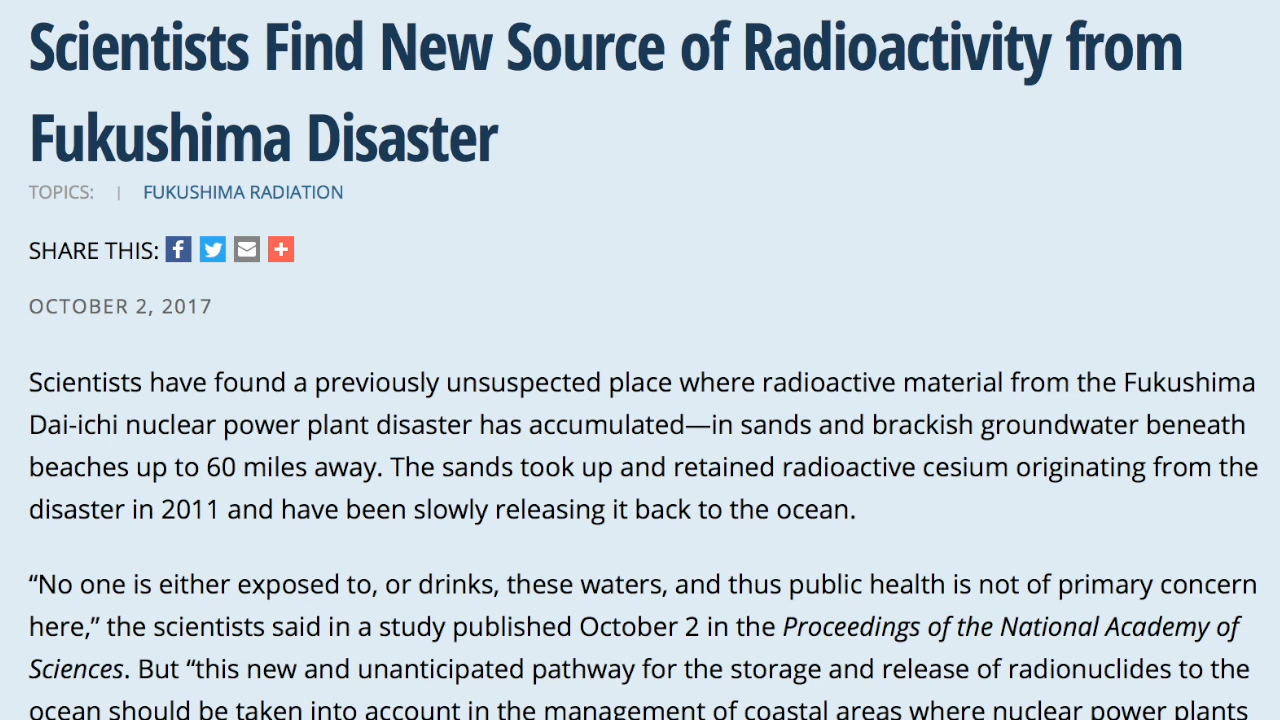 Scientists Find New Source of Radioactivity from
Fukushima Disaster
TOPICS: | FUKUSHIMA RADIATION
SHARE THIS:
OCTOBER 2, 2017
Scientists have found a previously unsuspected place where radioactive material from the Fukushima
Dai-ichi nuclear power plant disaster has accumulated—in sands and brackish groundwater beneath
beaches up to 60 miles away. The sands took up and retained radioactive cesium originating from the
disaster in 2011 and have been slowly releasing it back to the ocean.
“No one is either exposed to, or drinks, these waters, and thus public health is not of primary concern
here,” the scientists said in a study published October 2 in the Proceedings of the National Academy of
Sciences. But “this new and unanticipated pathway for the storage and release of radionuclides to the
ocean should be taken into account in the management of coastal areas where nuclear power plants